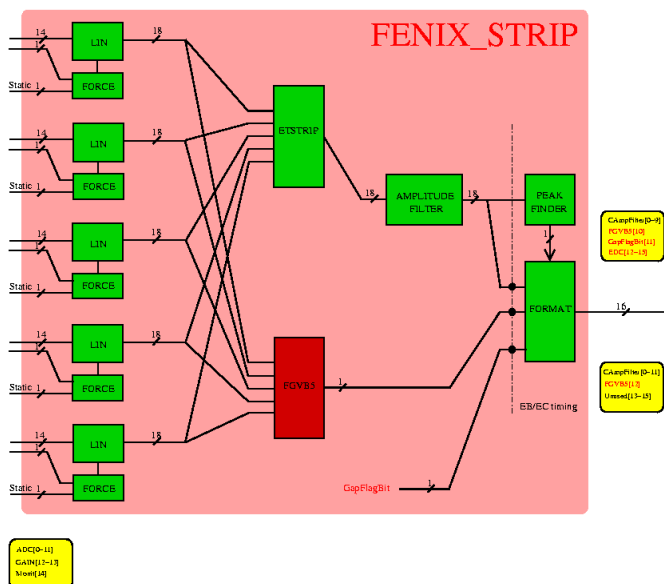 FENIX_STRIP
14
1
LIN
18
Static 1
FORCE
14
1
LIN
18
Static 1
FORCE
14
1
LIN
18
Static 1
FORCE
14
1
LIN
18
Static 1
FORCE
14
1
LIN
18
Static 1
FORCE
ETSTRIP
18
AMPLITUDE
FILTER
18
PEAK
FINDER
1
FORMAT
16
FGVB5
1
EB/EC timing
GapFlagBit
1
CAmpFilter[0-9]
FGVB5[10]
GapFlagBit[11]
EDC[12-15]
CAmpFilter[0-11]
FGVB5[12]
Unused[13-15]
ADC[0-11]
GAIN[12-13]